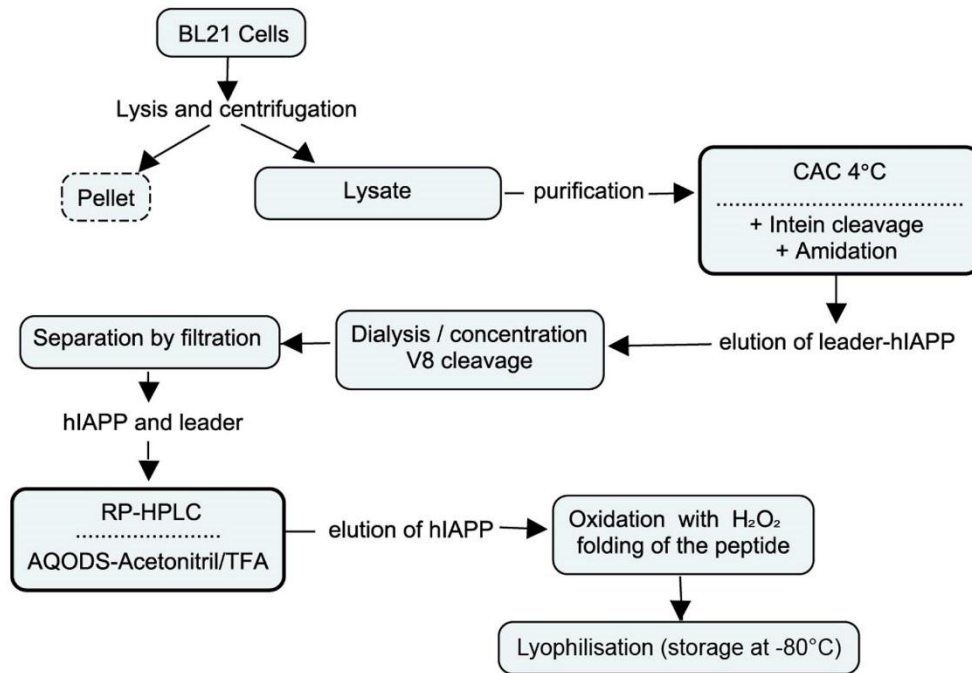 BL21 Cells
Lysis and centrifugation
Pellet
Lysate
purification
CAC 4°C
+ Intein cleavage
+ Amidation
elution of leader-hIAPP
Dialysis / concentration
V8 cleavage
Separation by filtration
hIAPP and leader
RP-HPLC
AQODS-Acetonitril/TFA
elution of hIAPP
Oxidation with H₂O₂
folding of the peptide
Lyophilisation (storage at -80°C)